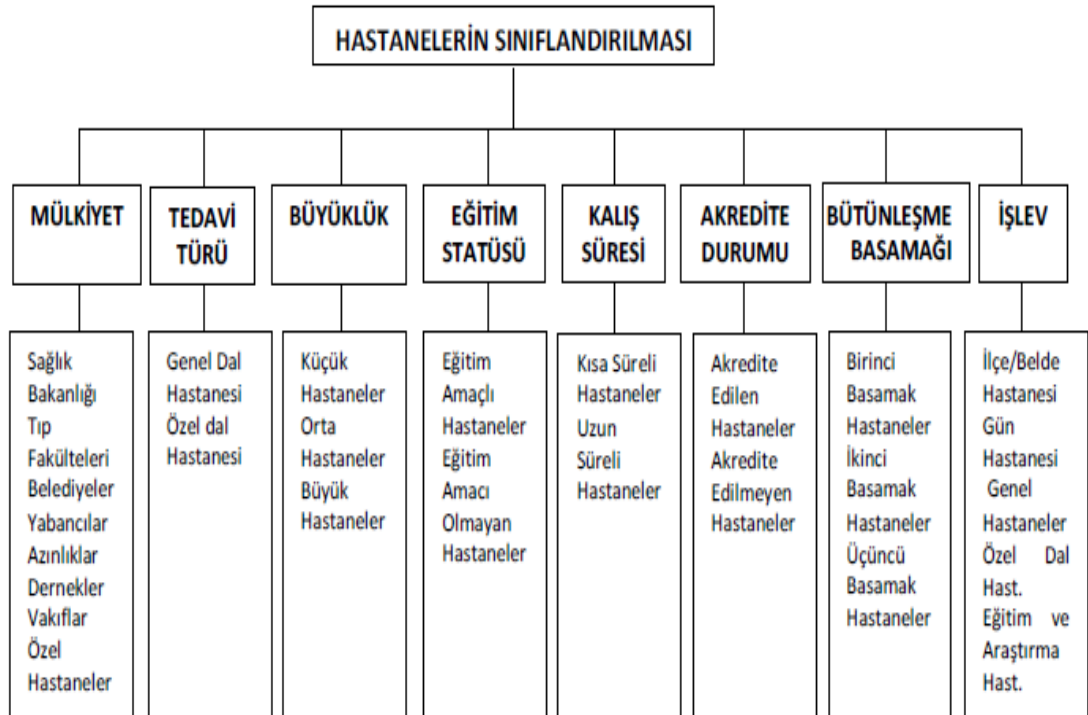 HASTANELERİN SINIFLANDIRILMASI
MÜLKİYET
TEDAVİ
TÜRÜ
BÜYÜKLÜK
EĞİTİM
STATÜSÜ
KALIŞ
SÜRESİ
AKREDİTE
DURUMU
BÜTÜNLEŞME
BASAMAĞI
İŞLEV
Sağlık
Bakanlığı
Tıp
Fakülteleri
Belediyeler
Yabancılar
Azınlıklar
Dernekler
Vakıflar
Özel
Hastaneler
Genel Dal
Hastanesi
Özel dal
Hastanesi
Küçük
Hastaneler
Orta
Hastaneler
Büyük
Hastaneler
Eğitim
Amaçlı
Hastaneler
Eğitim
Amacı
Olmayan
Hastaneler
Kısa Süreli
Hastaneler
Uzun
Süreli
Hastaneler
Akredite
Edilen
Hastaneler
Akredite
Edilmeyen
Hastaneler
Birinci
Basamak
Hastaneler
İkinci
Basamak
Hastaneler
Üçüncü
Basamak
Hastaneler
İlçe/Belde
Hastanesi
Gün
Hastanesi
Genel
Hastaneler
Özel Dal
Hast.
Eğitim ve
Araştırma
Hast.